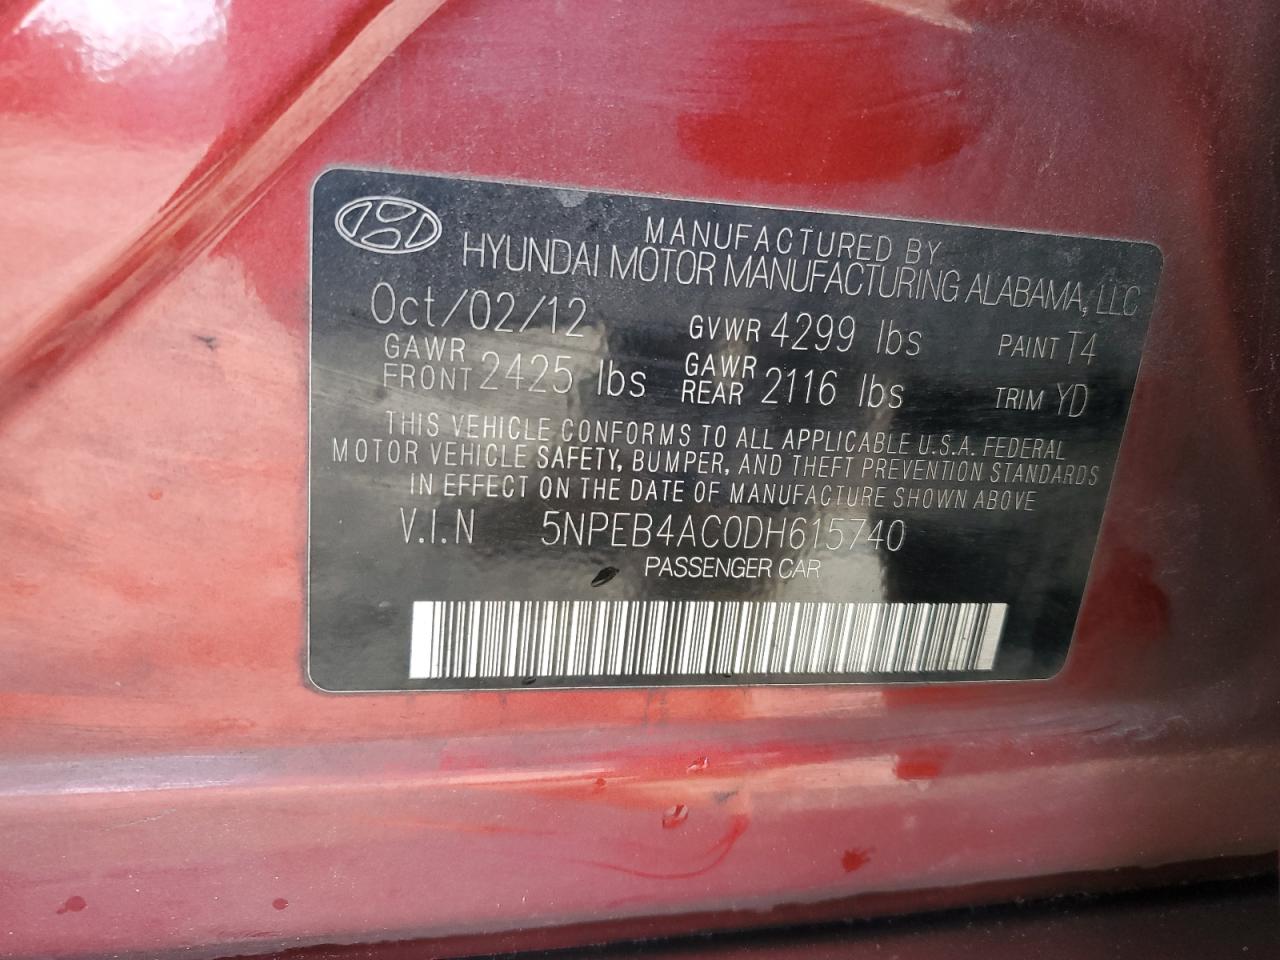 MANUFACTURED BY
HYUNDAI MOTOR MANUFACTURING ALABAMA, LLC
Oct/02/12 GVWR 4299 lbs PAINT T4
GAWR FRONT 2425 lbs GAWR REAR 2116 lbs TRIM YD
THIS VEHICLE CONFORMS TO ALL APPLICABLE U.S.A. FEDERAL
MOTOR VEHICLE SAFETY, BUMPER, AND THEFT PREVENTION STANDARDS
IN EFFECT ON THE DATE OF MANUFACTURE SHOWN ABOVE
V.I.N 5NPEB4AC0DH615740
PASSENGER CAR